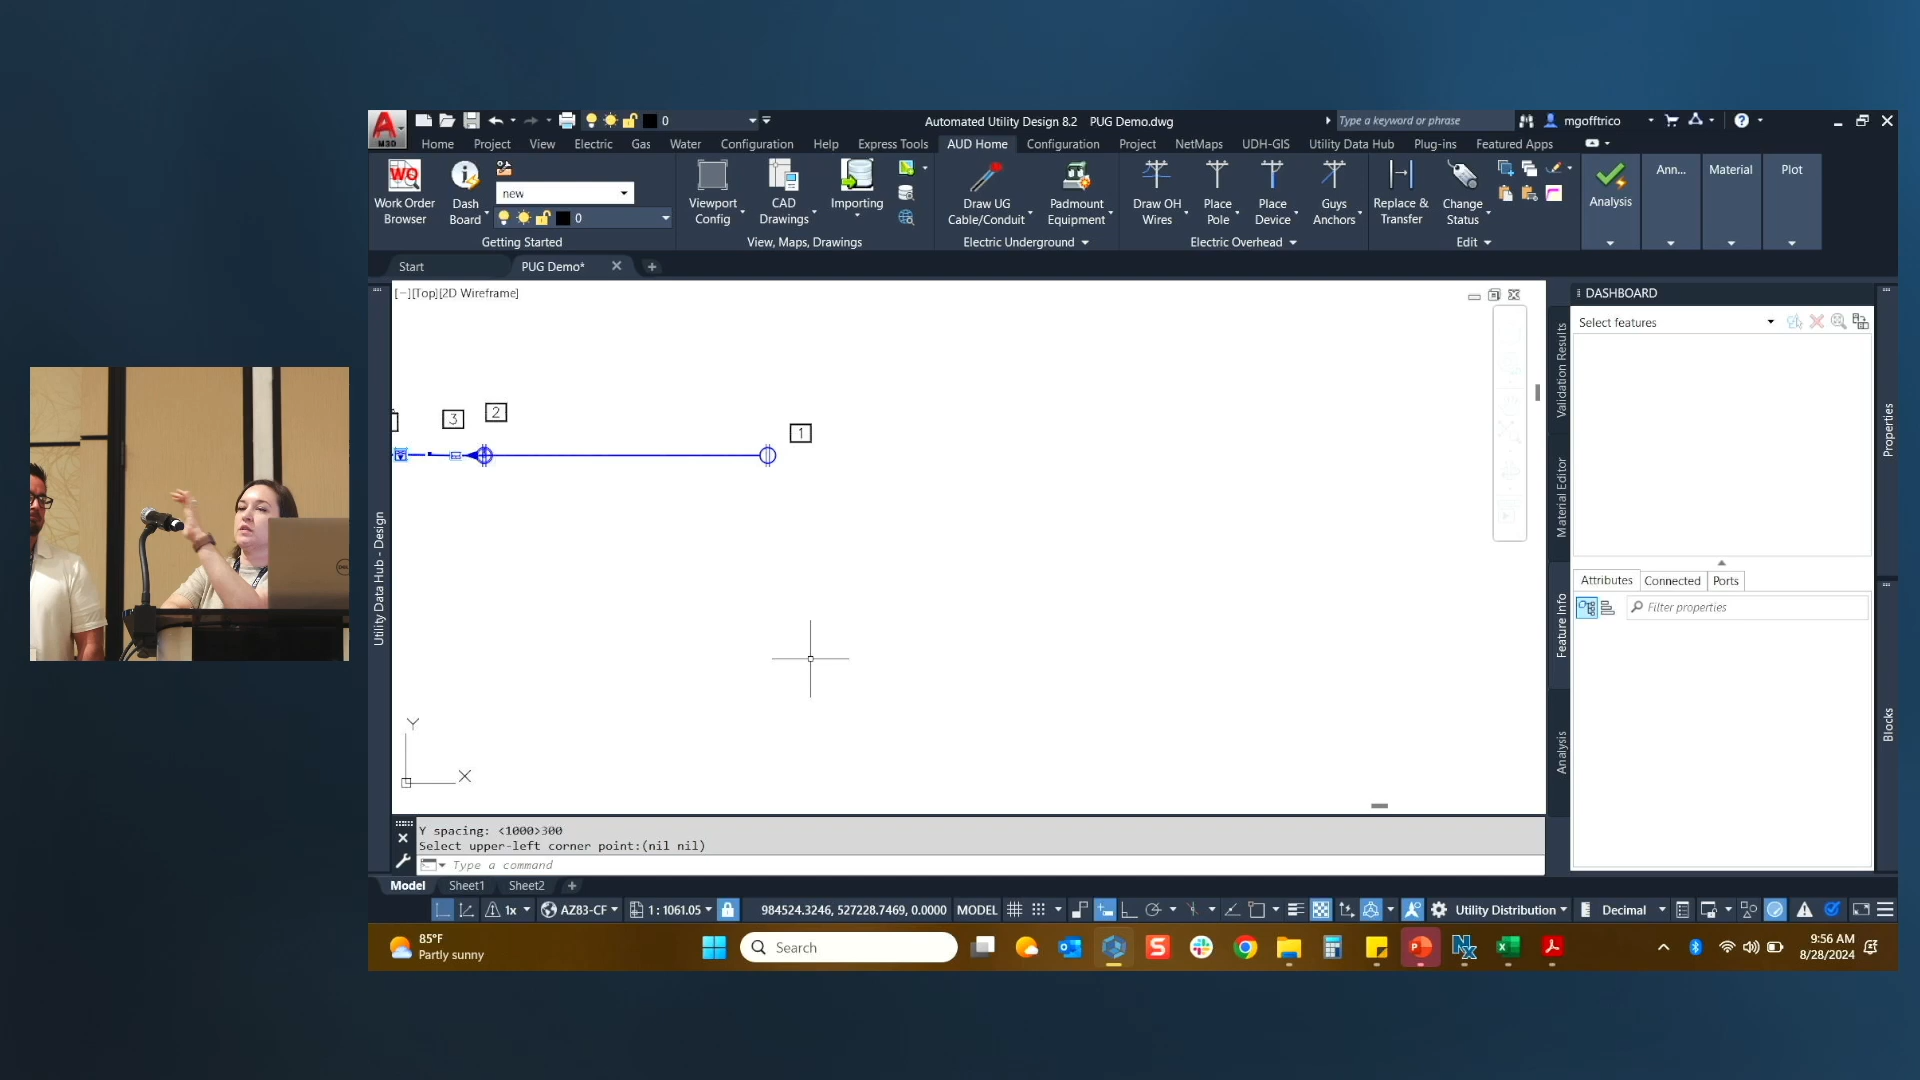 Automated Utility Design 8.2 PUG Demo.dwg
Type a keyword or phrase
mgofftrico
0
Home Project View Electric Gas Water Configuration Help Express Tools AUD Home Configuration Project NetMaps UDH-GIS Utility Data Hub Plug-ins Featured Apps
M3D
WO
Work Order Browser
Dash Board
new
0
Getting Started
Viewport Config
CAD Drawings
Importing
View, Maps, Drawings
Draw UG Cable/Conduit
Padmount Equipment
Electric Underground
Draw OH Wires
Place Pole
Place Device
Guys Anchors
Electric Overhead
Replace & Transfer
Change Status
Edit
Analysis
Ann...
Material
Plot
Start
PUG Demo*
[−][Top][2D Wireframe]
3
2
1
Y
X
Utility Data Hub - Design
Validation Results
Material Editor
Feature Info
Analysis
DASHBOARD
Select features
Attributes Connected Ports
Filter properties
Properties
Blocks
Y spacing: <1000>300
Select upper-left corner point:(nil nil)
Type a command
Model Sheet1 Sheet2
1x
AZ83-CF
1 : 1061.05
984524.3246, 527228.7469, 0.0000
MODEL
Utility Distribution
Decimal
85°F
Partly sunny
Search
9:56 AM
8/28/2024
DELL